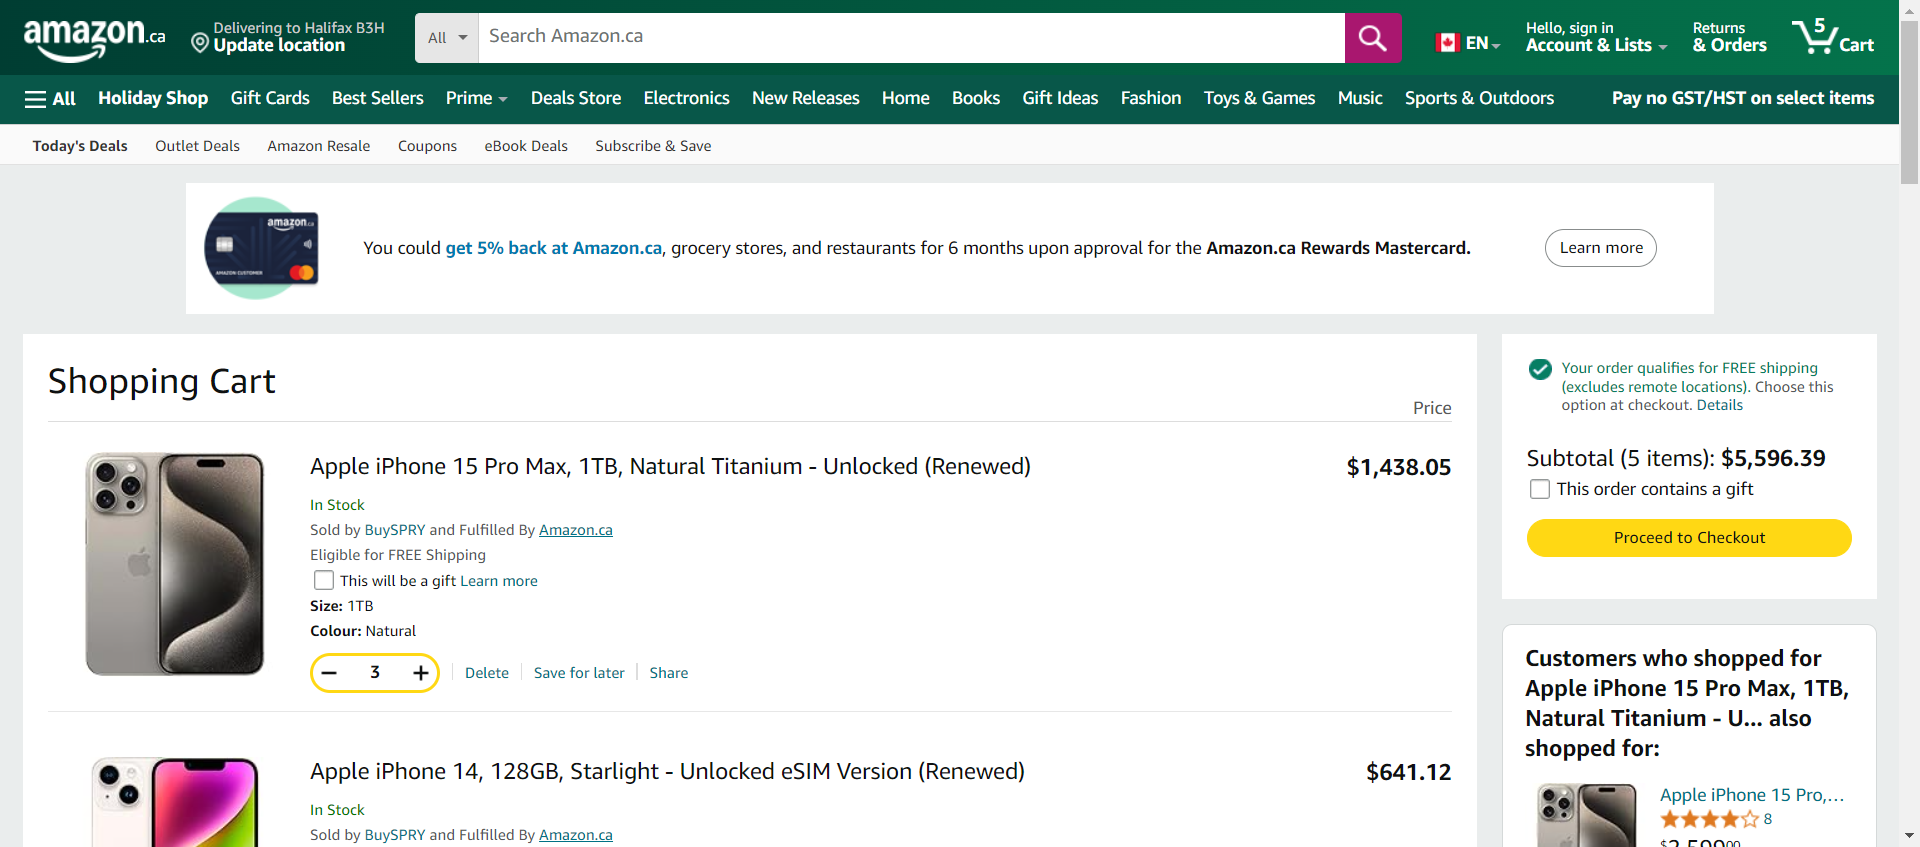 amazon.ca
Delivering to Halifax B3H
Update location
All
Search Amazon.ca
EN
Hello, sign in
Account & Lists
Returns
& Orders
5
Cart
All
Holiday Shop
Gift Cards
Best Sellers
Prime
Deals Store
Electronics
New Releases
Home
Books
Gift Ideas
Fashion
Toys & Games
Music
Sports & Outdoors
Pay no GST/HST on select items
Today's Deals
Outlet Deals
Amazon Resale
Coupons
eBook Deals
Subscribe & Save
amazon.ca
AMAZON CUSTOMER
You could get 5% back at Amazon.ca, grocery stores, and restaurants for 6 months upon approval for the Amazon.ca Rewards Mastercard.
Learn more
Shopping Cart
Price
Apple iPhone 15 Pro Max, 1TB, Natural Titanium - Unlocked (Renewed)
$1,438.05
In Stock
Sold by BuySPRY and Fulfilled By Amazon.ca
Eligible for FREE Shipping
This will be a gift Learn more
Size: 1TB
Colour: Natural
3
Delete
Save for later
Share
Apple iPhone 14, 128GB, Starlight - Unlocked eSIM Version (Renewed)
$641.12
In Stock
Sold by BuySPRY and Fulfilled By Amazon.ca
Your order qualifies for FREE shipping
(excludes remote locations). Choose this
option at checkout. Details
Subtotal (5 items): $5,596.39
This order contains a gift
Proceed to Checkout
Customers who shopped for
Apple iPhone 15 Pro Max, 1TB,
Natural Titanium - U... also
shopped for:
Apple iPhone 15 Pro,...
8
$2,599.00